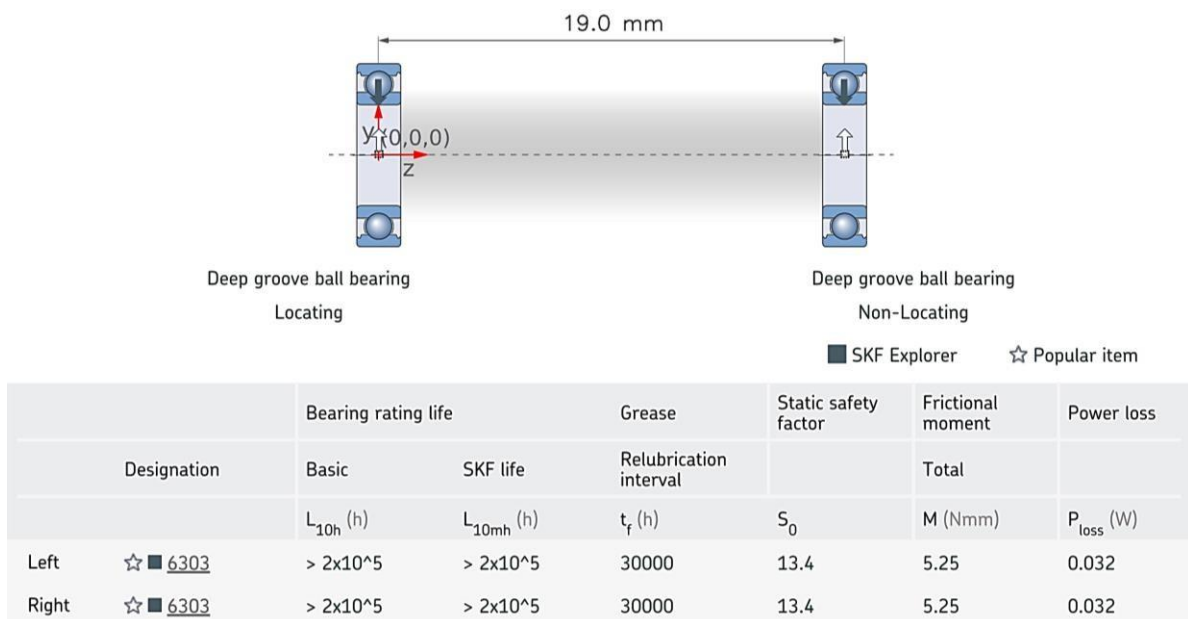 19.0 mm
y (0,0,0)
z
Deep groove ball bearing Deep groove ball bearing
Locating Non-Locating
■ SKF Explorer ☆ Popular item
Bearing rating life Grease Static safety factor Frictional moment Power loss
Designation Basic SKF life Relubrication interval Total
L10h (h) L10mh (h) tf (h) S0 M (Nmm) Ploss (W)
Left ☆ ■ 6303 > 2x10^5 > 2x10^5 30000 13.4 5.25 0.032
Right ☆ ■ 6303 > 2x10^5 > 2x10^5 30000 13.4 5.25 0.032